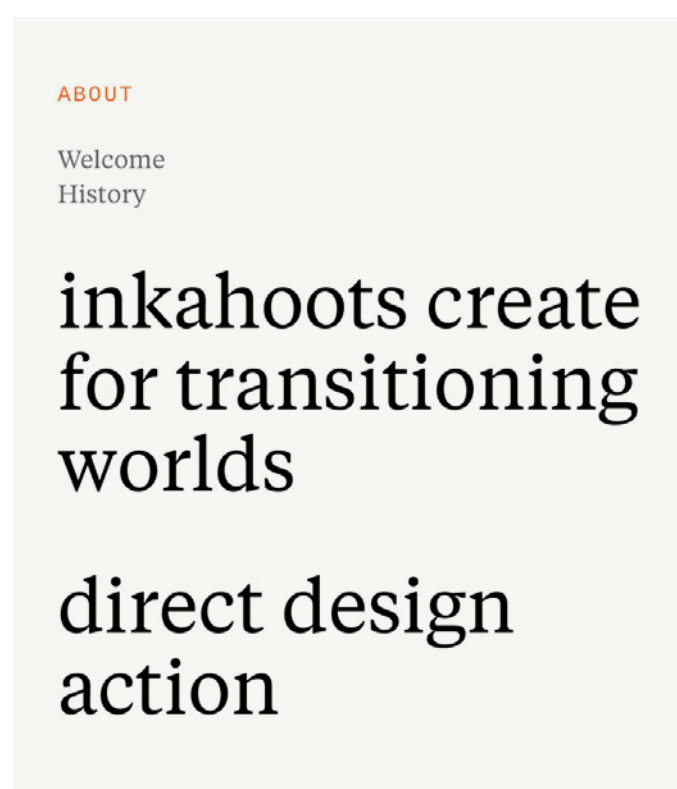 ABOUT
Welcome
History
inkahoots create
for transitioning
worlds
direct design
action